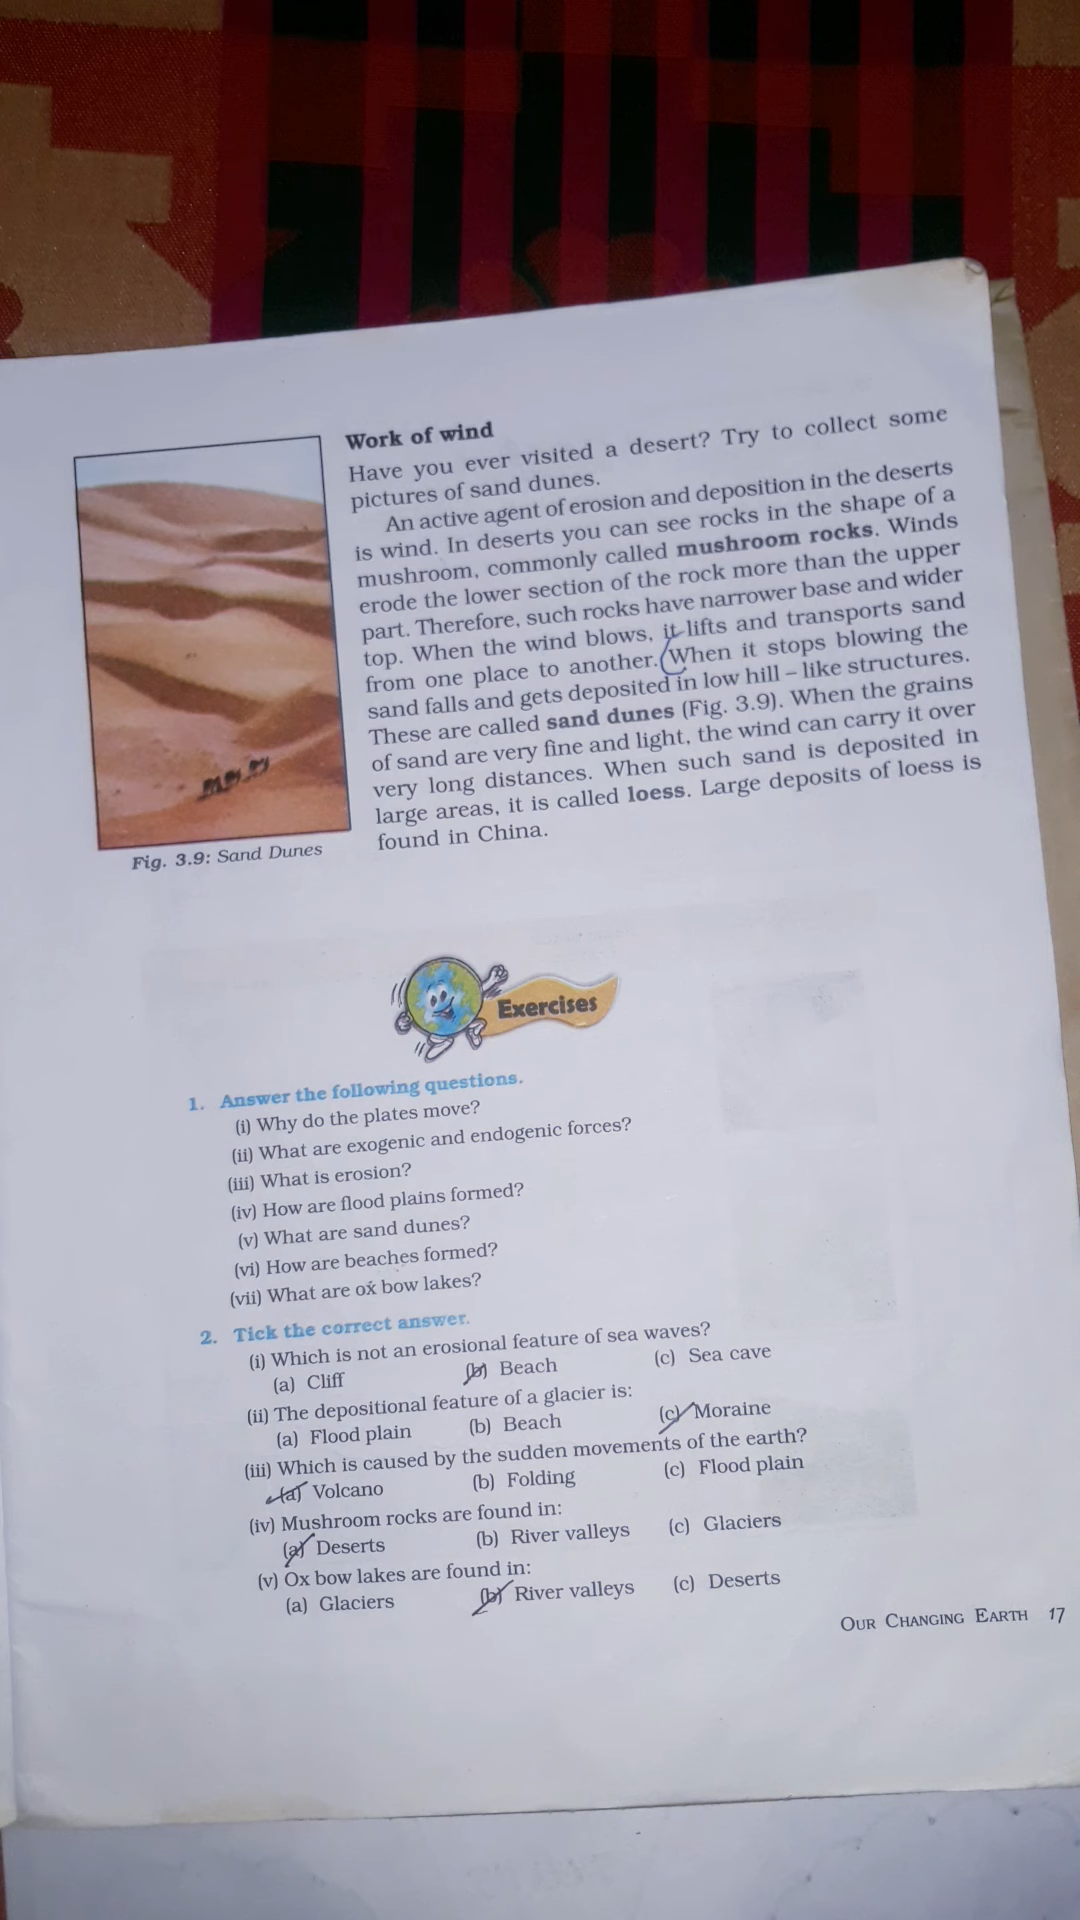 Work of wind
Have you ever visited a desert? Try to collect some
pictures of sand dunes.
An active agent of erosion and deposition in the deserts
is wind. In deserts you can see rocks in the shape of a
mushroom, commonly called mushroom rocks. Winds
erode the lower section of the rock more than the upper
part. Therefore, such rocks have narrower base and wider
top. When the wind blows, it lifts and transports sand
from one place to another. When it stops blowing the
sand falls and gets deposited in low hill – like structures.
These are called sand dunes (Fig. 3.9). When the grains
of sand are very fine and light, the wind can carry it over
very long distances. When such sand is deposited in
large areas, it is called loess. Large deposits of loess is
found in China.
Fig. 3.9: Sand Dunes
Exercises
1. Answer the following questions.
(i) Why do the plates move?
(ii) What are exogenic and endogenic forces?
(iii) What is erosion?
(iv) How are flood plains formed?
(v) What are sand dunes?
(vi) How are beaches formed?
(vii) What are ox bow lakes?
2. Tick the correct answer.
(i) Which is not an erosional feature of sea waves?
(a) Cliff (b) Beach (c) Sea cave
(ii) The depositional feature of a glacier is:
(a) Flood plain (b) Beach (c) Moraine
(iii) Which is caused by the sudden movements of the earth?
(a) Volcano (b) Folding (c) Flood plain
(iv) Mushroom rocks are found in:
(a) Deserts (b) River valleys (c) Glaciers
(v) Ox bow lakes are found in:
(a) Glaciers (b) River valleys (c) Deserts
OUR CHANGING EARTH 17